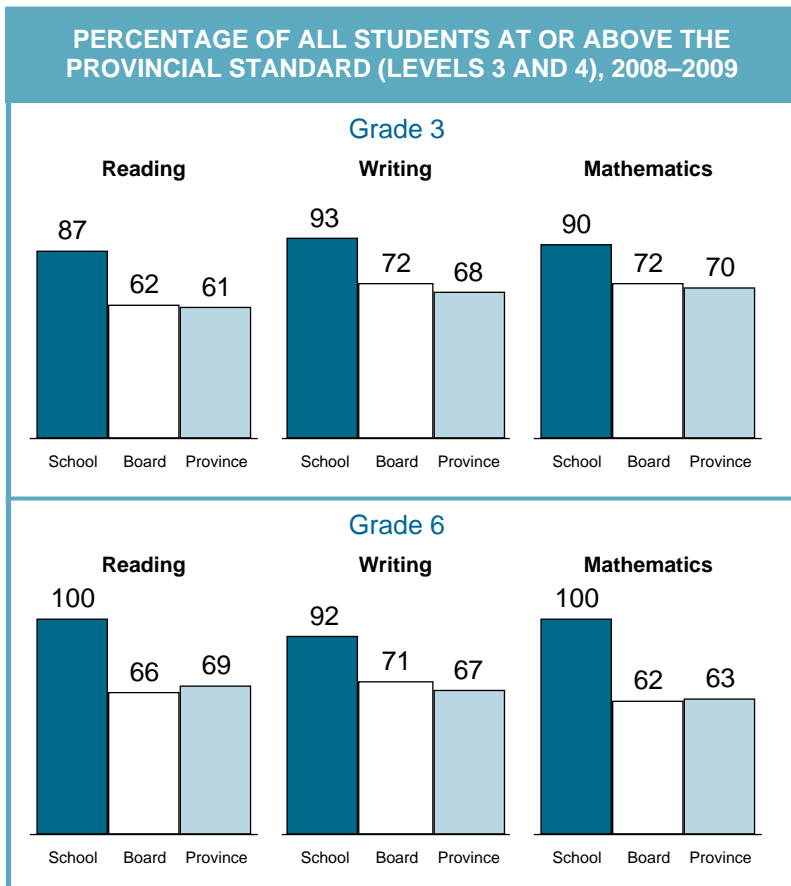 PERCENTAGE OF ALL STUDENTS AT OR ABOVE THE
PROVINCIAL STANDARD (LEVELS 3 AND 4), 2008–2009
Grade 3
Reading Writing Mathematics
87 62 61 93 72 68 90 72 70
School Board Province School Board Province School Board Province
Grade 6
Reading Writing Mathematics
100 66 69 92 71 67 100 62 63
School Board Province School Board Province School Board Province